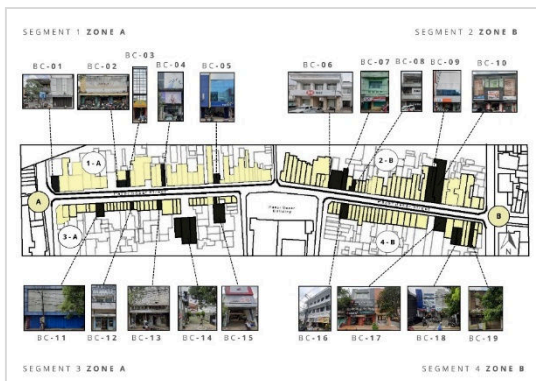 SEGMENT 1 ZONE A
SEGMENT 2 ZONE B
BC-01
BC-02
BC-03
BC-04
BC-05
BC-06
BC-07
BC-08
BC-09
BC-10
1-A
2-B
A
B
3-A
4-B
N
BC-11
BC-12
BC-13
BC-14
BC-15
BC-16
BC-17
BC-18
BC-19
SEGMENT 3 ZONE A
SEGMENT 4 ZONE B